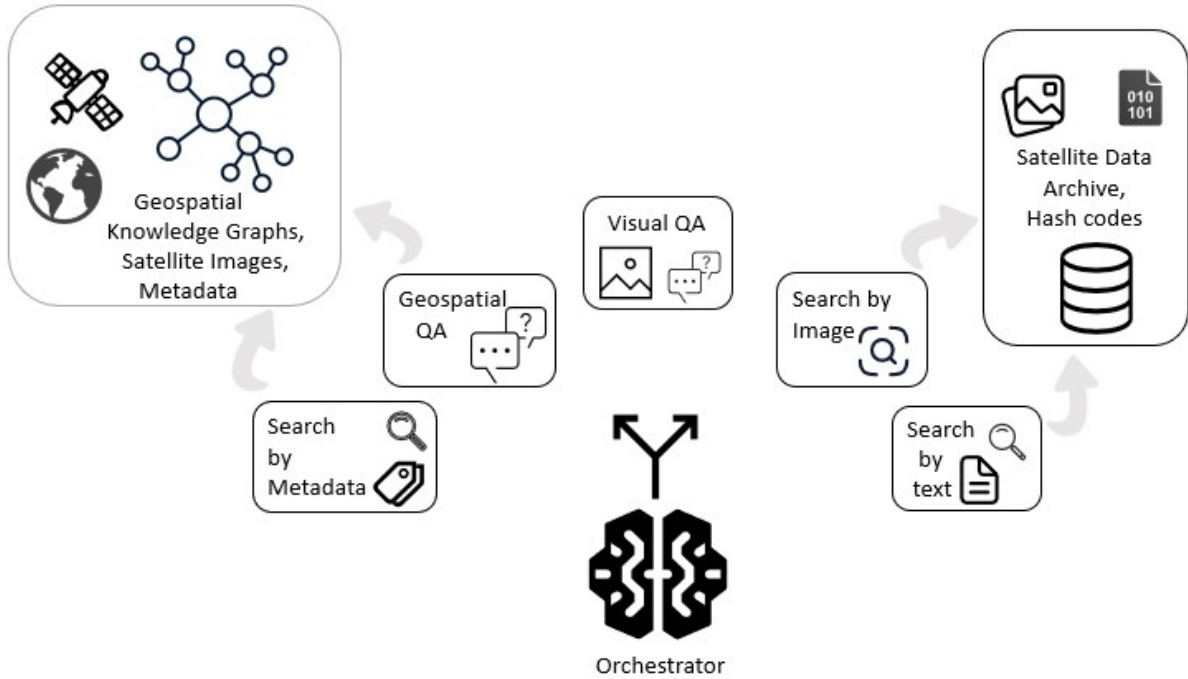 Geospatial
Knowledge Graphs,
Satellite Images,
Metadata
010
101
Satellite Data
Archive,
Hash codes
Visual QA
?
Geospatial
QA
?
Search by
Image
Search
by
Metadata
Search
by
text
Orchestrator